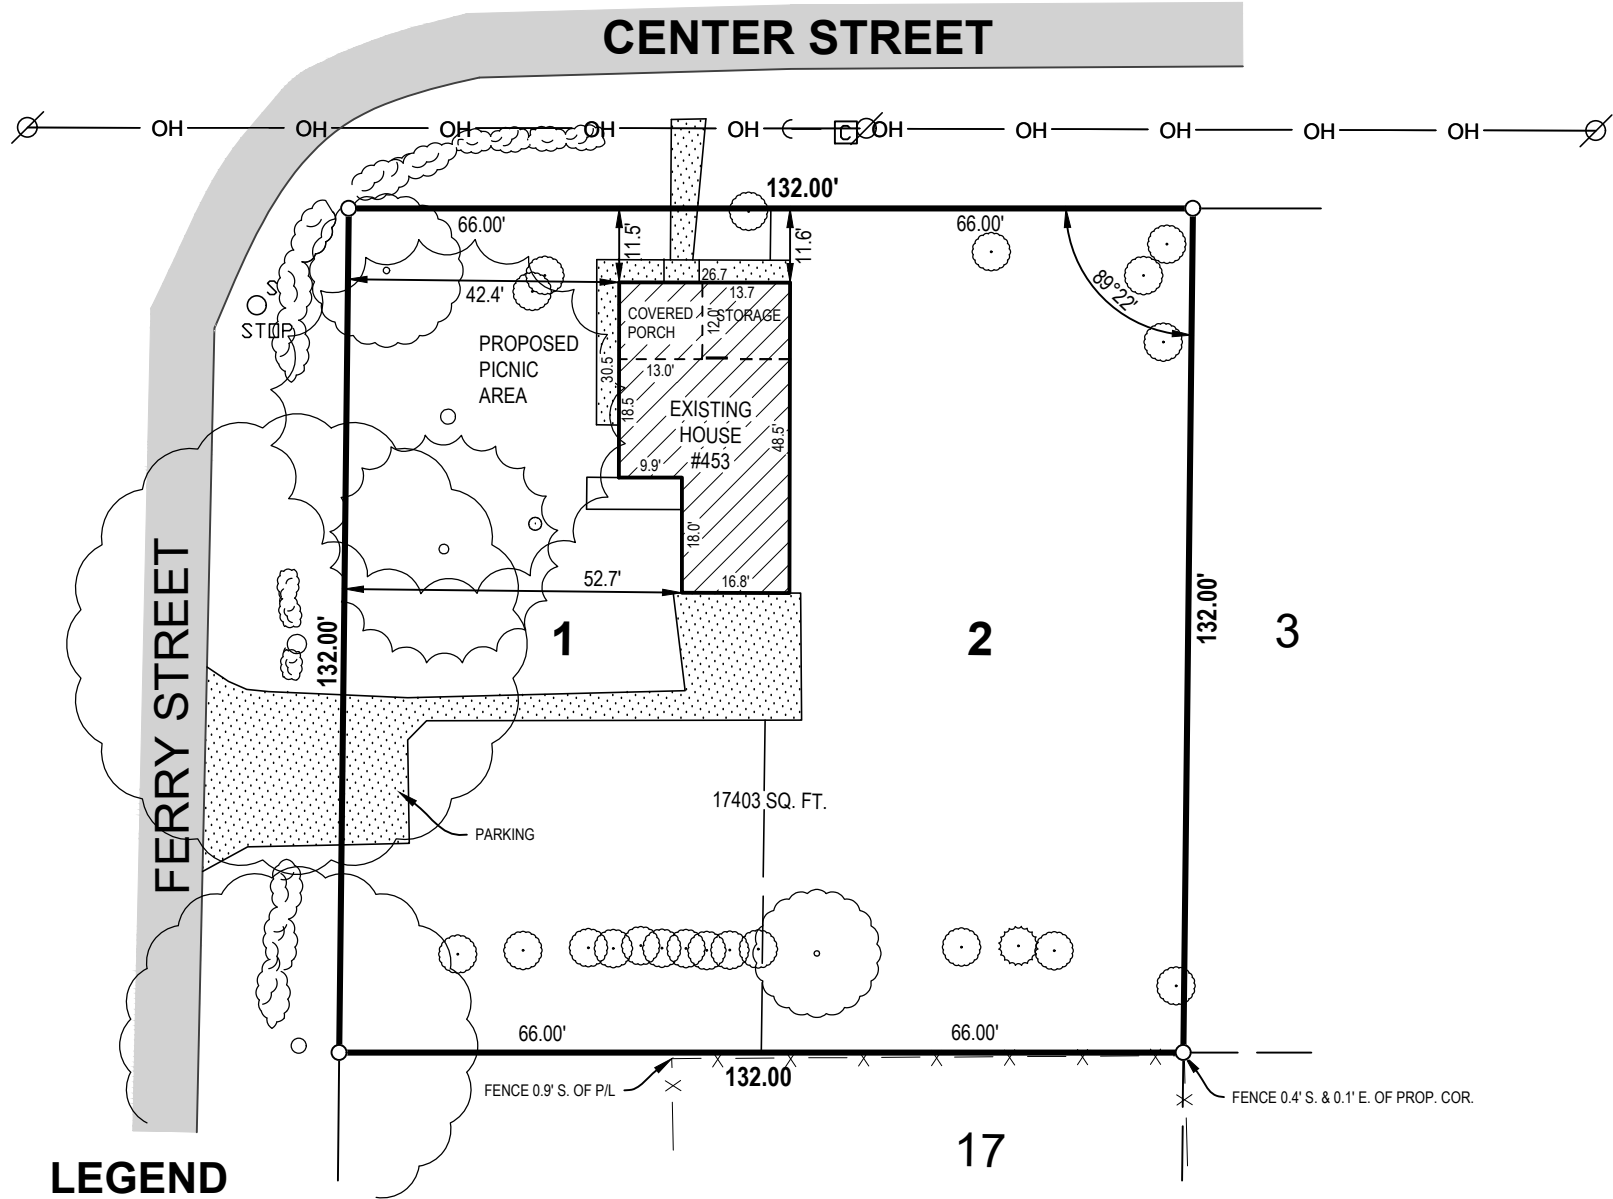 CENTER STREET
OH OH OH OH OH C OH OH OH OH OH
132.00'
66.00'
66.00'
11.5'
11.6'
42.4'
26.7
13.7
89°22'
S
STOP
COVERED
PORCH
12.0'
STORAGE
PROPOSED
PICNIC
AREA
30.5'
13.0'
18.5'
EXISTING
HOUSE
#453
48.5'
9.9'
18.0'
52.7'
16.8'
FERRY STREET
132.00'
1
2
132.00'
3
17403 SQ. FT.
PARKING
66.00'
66.00'
132.00
FENCE 0.9' S. OF P/L
FENCE 0.4' S. & 0.1' E. OF PROP. COR.
17
LEGEND